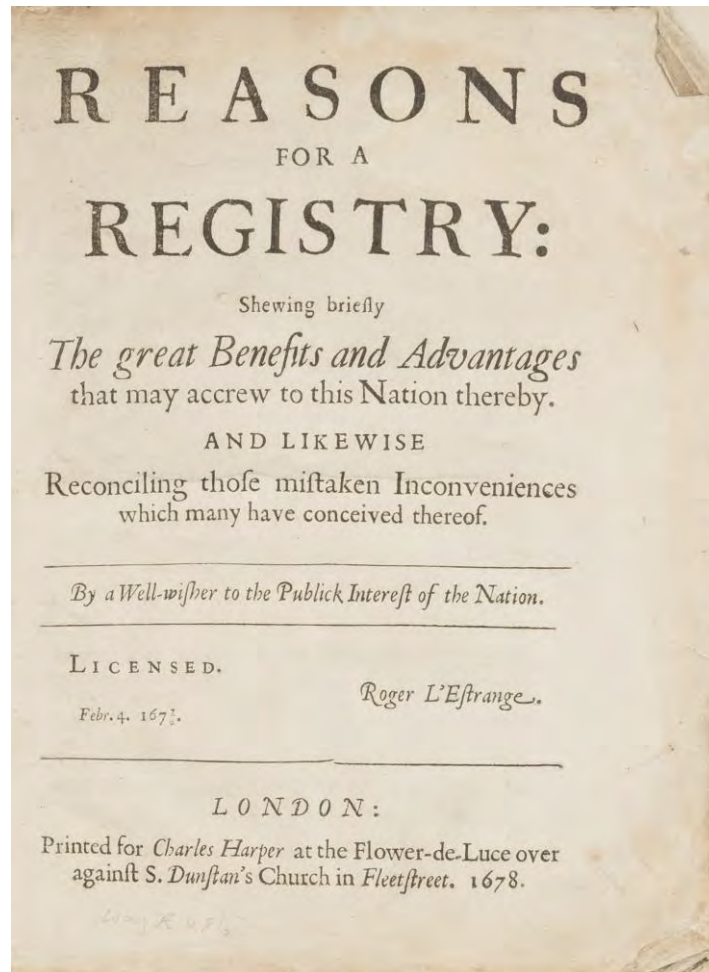 REASONS
FOR A
REGISTRY:
Shewing briefly
The great Benefits and Advantages
that may accrew to this Nation thereby.
AND LIKEWISE
Reconciling thoſe miſtaken Inconveniences
which many have conceived thereof.
By a Well-wiſher to the Publick Intereſt of the Nation.
LICENSED.
Roger L'Eſtrange.
Febr. 4. 167
LONDON:
Printed for Charles Harper at the Flower-de-Luce over
againſt S. Dunſtan's Church in Fleetſtreet. 1678.